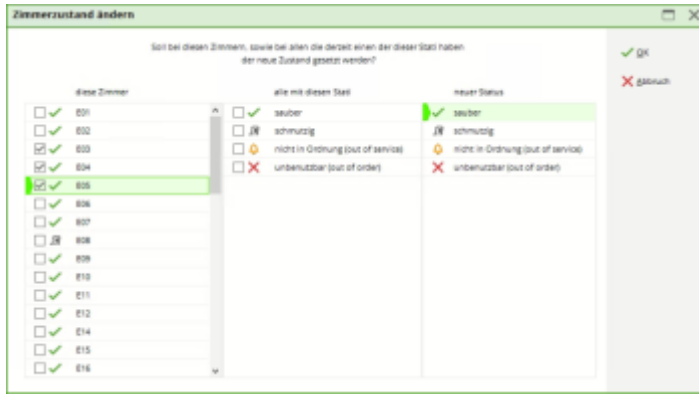 Zimmerzustand ändern
Soll bei diesen Zimmern, sowie bei allen die derzeit einen der dieser Stati haben
der neue Zustand gesetzt werden?
OK
Abbruch
diese Zimmer
alle mit diesen Stati
neuer Status
E01
E02
E03
E04
E05
E06
E07
E08
E09
E10
E11
E12
E14
E15
E16
sauber
schmutzig
nicht in Ordnung (out of service)
unbenutzbar (out of order)
sauber
schmutzig
nicht in Ordnung (out of service)
unbenutzbar (out of order)